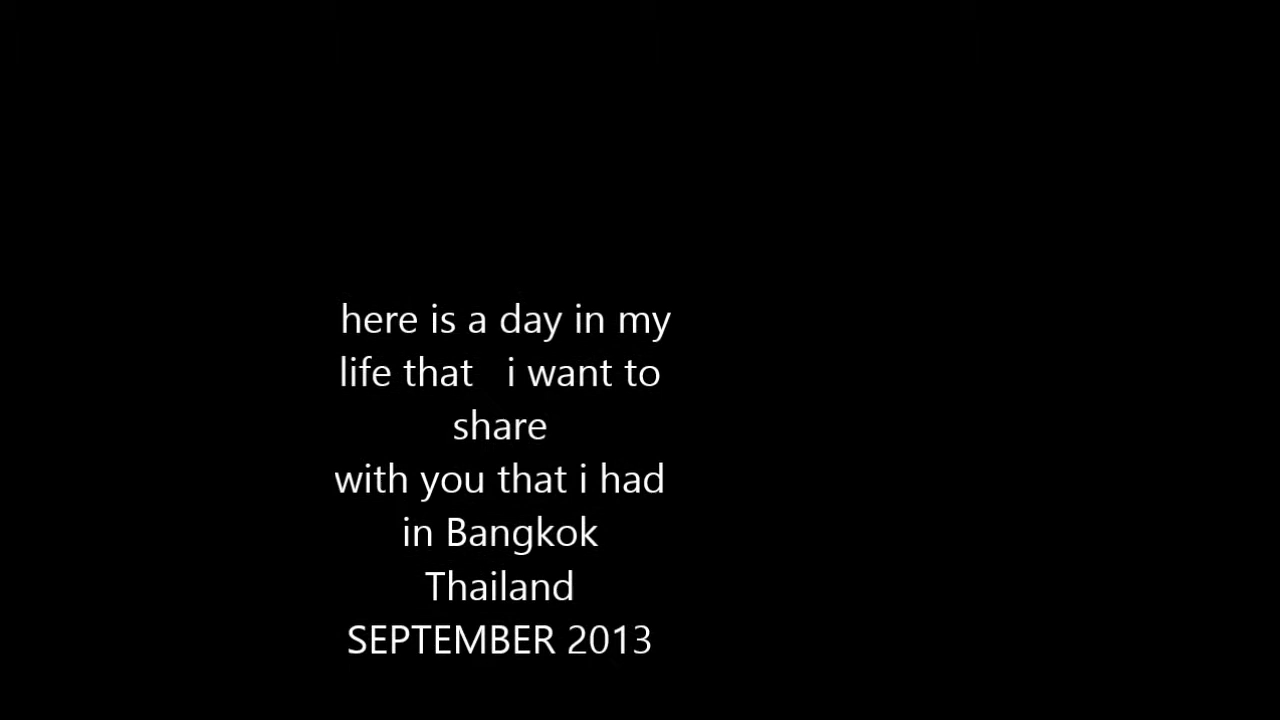 here is a day in my
life that   i want to
share
with you that i had
in Bangkok
Thailand
SEPTEMBER 2013